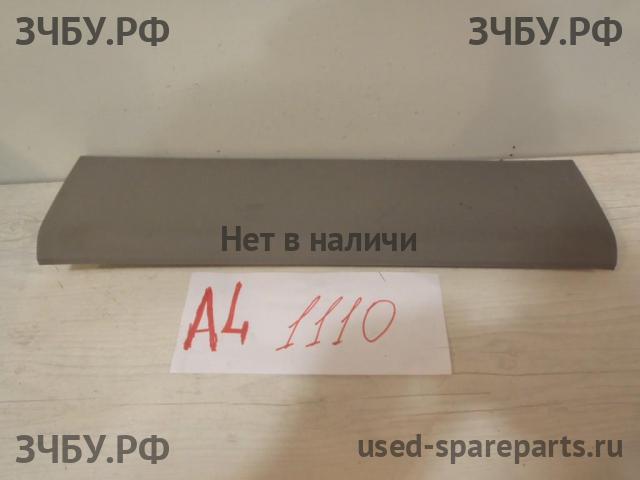 ЗЧБУ.РФ ЗЧБУ.РФ
Нет в наличи
A4 1110
ЗЧБУ.РФ used-spareparts.ru